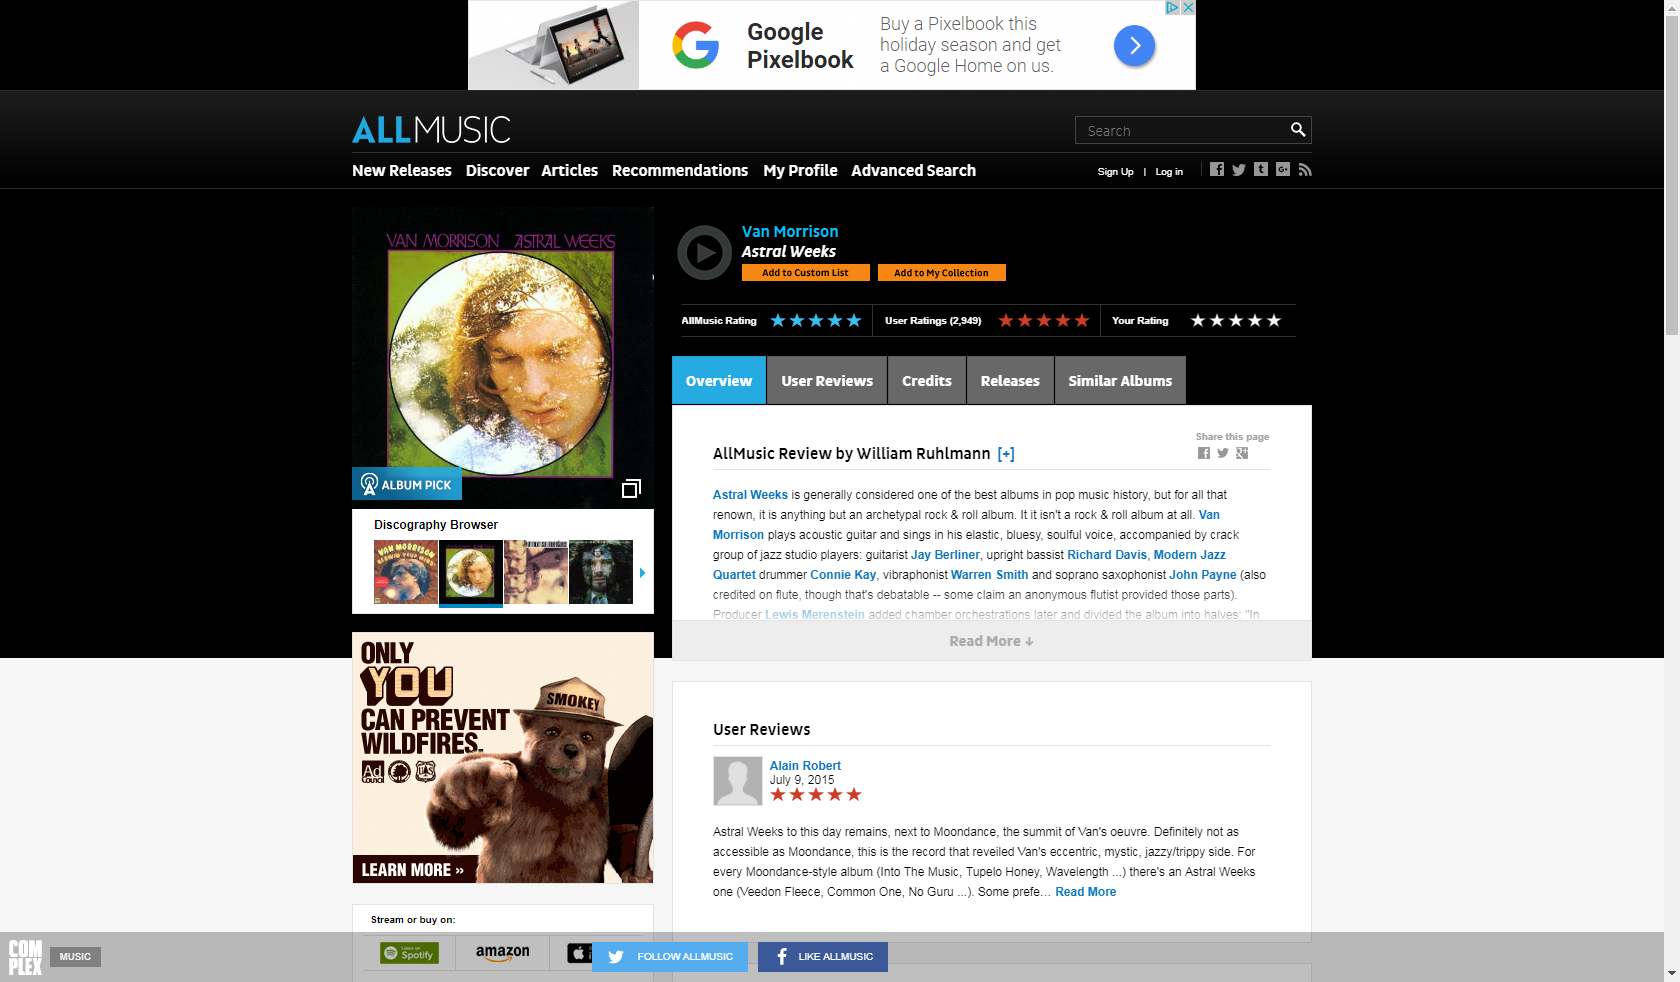 Google
Pixelbook
Buy a Pixelbook this
holiday season and get
a Google Home on us.
ALLMUSIC
Search
New Releases Discover Articles Recommendations My Profile Advanced Search
Sign Up | Log in
VAN MORRISON ASTRAL WEEKS
ALBUM PICK
Van Morrison
Astral Weeks
Add to Custom List Add to My Collection
AllMusic Rating User Ratings (2,949) Your Rating
Overview User Reviews Credits Releases Similar Albums
Share this page
AllMusic Review by William Ruhlmann [+]
Astral Weeks is generally considered one of the best albums in pop music history, but for all that
renown, it is anything but an archetypal rock & roll album. It it isn't a rock & roll album at all. Van
Morrison plays acoustic guitar and sings in his elastic, bluesy, soulful voice, accompanied by crack
group of jazz studio players: guitarist Jay Berliner, upright bassist Richard Davis, Modern Jazz
Quartet drummer Connie Kay, vibraphonist Warren Smith and soprano saxophonist John Payne (also
credited on flute, though that's debatable -- some claim an anonymous flutist provided those parts).
Producer Lewis Merenstein added chamber orchestrations later and divided the album into halves: "In
Read More ↓
Discography Browser
VAN MORRISON
ONLY
YOU
CAN PREVENT
WILDFIRES.
SMOKEY
Ad
Council
LEARN MORE »
User Reviews
Alain Robert
July 9, 2015
Astral Weeks to this day remains, next to Moondance, the summit of Van's oeuvre. Definitely not as
accessible as Moondance, this is the record that reveiled Van's eccentric, mystic, jazzy/trippy side. For
every Moondance-style album (Into The Music, Tupelo Honey, Wavelength ...) there's an Astral Weeks
one (Veedon Fleece, Common One, No Guru ...). Some prefe... Read More
Stream or buy on:
Listen on
Spotify
amazon
COM
PLEX
MUSIC
FOLLOW ALLMUSIC
LIKE ALLMUSIC